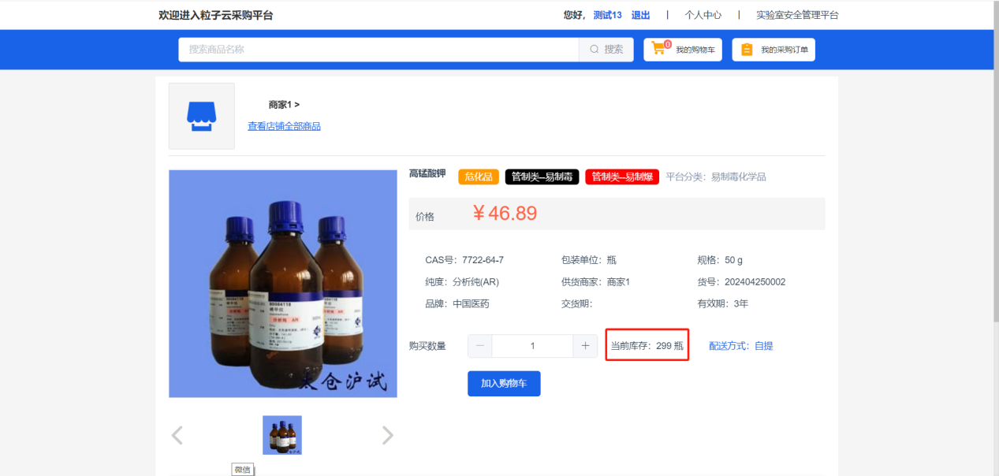 欢迎进入粒子云采购平台 您好，测试13 退出 | 个人中心 | 实验室安全管理平台
搜索商品名称 搜索 0 我的购物车 我的采购订单
商家1 >
查看店铺全部商品
高锰酸钾 危化品 管制类--易制毒 管制类--易制爆 平台分类：易制毒化学品
价格 ￥46.89
CAS号：7722-64-7 包装单位：瓶 规格：50 g
纯度：分析纯(AR) 供货商家：商家1 货号：202404250002
品牌：中国医药 交货期： 有效期：3年
购买数量 － 1 + 当前库存：299 瓶 配送方式：自提
加入购物车
80084118
分析纯 AR
太仓沪试
微信